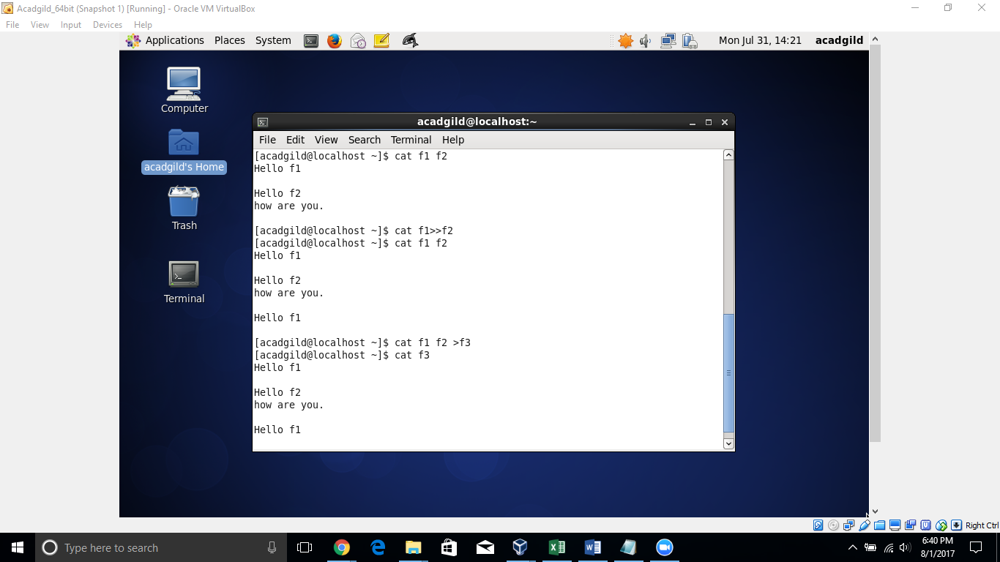 Acadgild_64bit (Snapshot 1) [Running] - Oracle VM VirtualBox
File View Input Devices Help
Applications Places System Mon Jul 31, 14:21 acadgild
Computer
acadgild's Home
Trash
Terminal
acadgild@localhost:~
File Edit View Search Terminal Help
[acadgild@localhost ~]$ cat f1 f2
Hello f1
Hello f2
how are you.
[acadgild@localhost ~]$ cat f1>>f2
[acadgild@localhost ~]$ cat f1 f2
Hello f1
Hello f2
how are you.
Hello f1
[acadgild@localhost ~]$ cat f1 f2 >f3
[acadgild@localhost ~]$ cat f3
Hello f1
Hello f2
how are you.
Hello f1
Right Ctrl
Type here to search
6:40 PM
8/1/2017